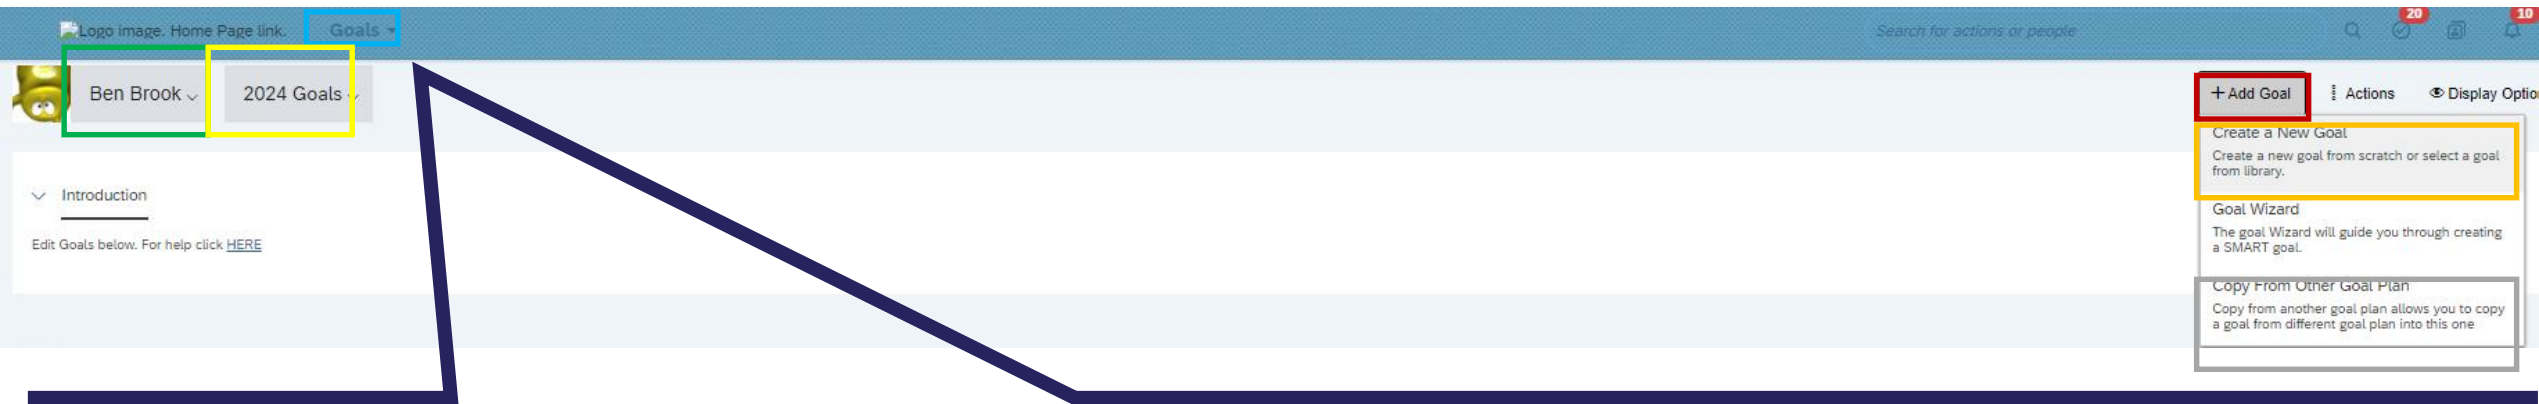 Logo image. Home Page link.
Goals
Search for actions or people
20
10
Ben Brook
2024 Goals
+ Add Goal
Actions
Display Optio
Create a New Goal
Create a new goal from scratch or select a goal
from library.
Introduction
Goal Wizard
The goal Wizard will guide you through creating
a SMART goal.
Edit Goals below. For help click HERE
Copy From Other Goal Plan
Copy from another goal plan allows you to copy
a goal from different goal plan into this one